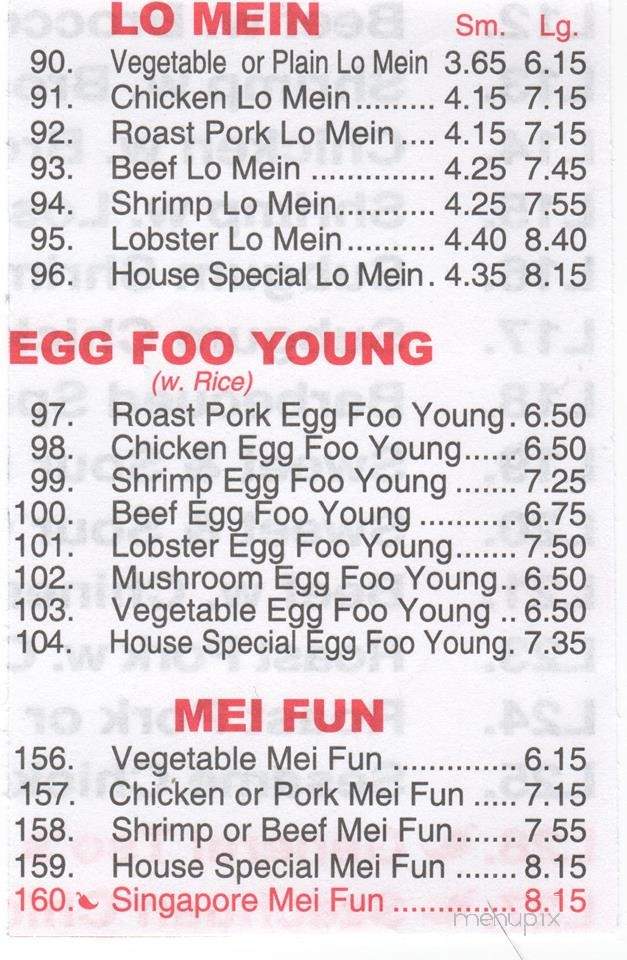 LO MEIN Sm. Lg.
90. Vegetable or Plain Lo Mein 3.65 6.15
91. Chicken Lo Mein......... 4.15 7.15
92. Roast Pork Lo Mein.... 4.15 7.15
93. Beef Lo Mein .............. 4.25 7.45
94. Shrimp Lo Mein........... 4.25 7.55
95. Lobster Lo Mein.......... 4.40 8.40
96. House Special Lo Mein. 4.35 8.15
EGG FOO YOUNG
(w. Rice)
97. Roast Pork Egg Foo Young. 6.50
98. Chicken Egg Foo Young...... 6.50
99. Shrimp Egg Foo Young ....... 7.25
100. Beef Egg Foo Young .......... 6.75
101. Lobster Egg Foo Young....... 7.50
102. Mushroom Egg Foo Young.. 6.50
103. Vegetable Egg Foo Young .. 6.50
104. House Special Egg Foo Young. 7.35
MEI FUN
156. Vegetable Mei Fun ............... 6.15
157. Chicken or Pork Mei Fun ..... 7.15
158. Shrimp or Beef Mei Fun....... 7.55
159. House Special Mei Fun ....... 8.15
160. Singapore Mei Fun .............. 8.15
menupix